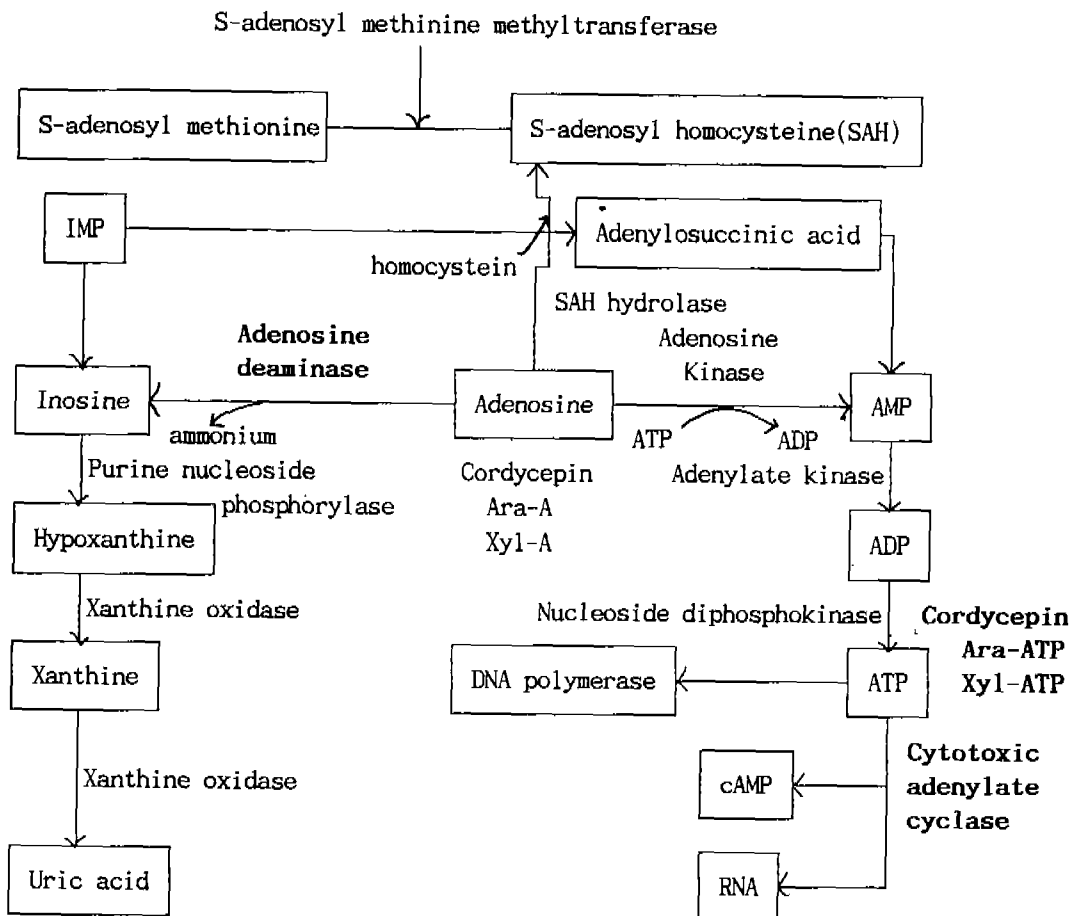 S-adenosyl methinine methyltransferase
S-adenosyl methionine
S-adenosyl homocysteine(SAH)
IMP
Adenylosuccinic acid
homocystein
SAH hydrolase
Adenosine
deaminase
Adenosine
Kinase
Inosine
Adenosine
AMP
ammonium
ATP
ADP
Purine nucleoside
phosphorylase
Cordycepin
Ara-A
Xyl-A
Adenylate kinase
Hypoxanthine
ADP
Xanthine oxidase
Nucleoside diphosphokinase
Cordycepin
Ara-ATP
Xyl-ATP
Xanthine
DNA polymerase
ATP
Xanthine oxidase
cAMP
Cytotoxic
adenylate
cyclase
Uric acid
RNA